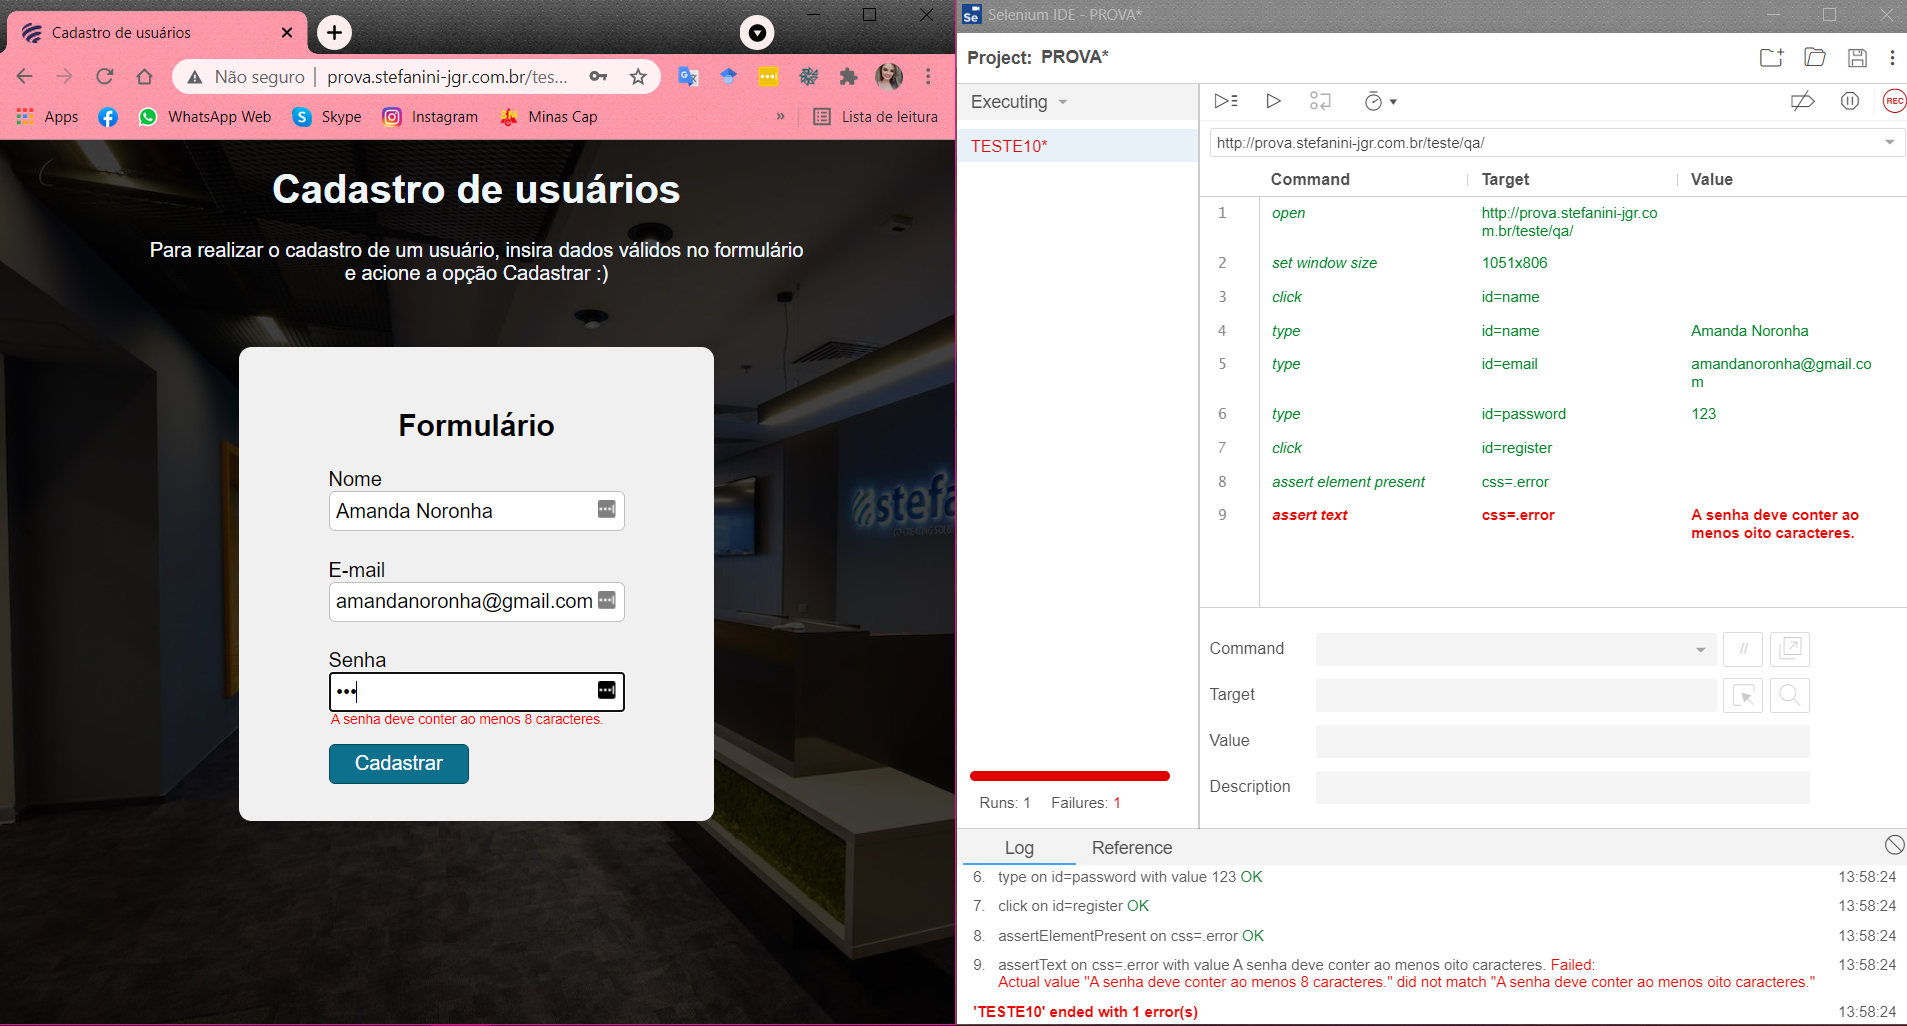 Cadastro de usuários
Não seguro
prova.stefanini-jgr.com.br/tes...
Apps
WhatsApp Web
Skype
Instagram
Minas Cap
»
Lista de leitura
Cadastro de usuários
Para realizar o cadastro de um usuário, insira dados válidos no formulário
e acione a opção Cadastrar :)
stefa
Formulário
Nome
Amanda Noronha
E-mail
amandanoronha@gmail.com
Senha
•••
A senha deve conter ao menos 8 caracteres.
Cadastrar
Se
Selenium IDE - PROVA*
Project: PROVA*
Executing
TESTE10*
Runs: 1 Failures: 1
REC
http://prova.stefanini-jgr.com.br/teste/qa/
Command Target Value
1 open http://prova.stefanini-jgr.co
m.br/teste/qa/
2 set window size 1051x806
3 click id=name
4 type id=name Amanda Noronha
5 type id=email amandanoronha@gmail.co
m
6 type id=password 123
7 click id=register
8 assert element present css=.error
9 assert text css=.error A senha deve conter ao
menos oito caracteres.
Command
//
Target
Value
Description
Log Reference
6. type on id=password with value 123 OK 13:58:24
7. click on id=register OK 13:58:24
8. assertElementPresent on css=.error OK 13:58:24
9. assertText on css=.error with value A senha deve conter ao menos oito caracteres. Failed: 13:58:24
Actual value "A senha deve conter ao menos 8 caracteres." did not match "A senha deve conter ao menos oito caracteres."
'TESTE10' ended with 1 error(s) 13:58:24